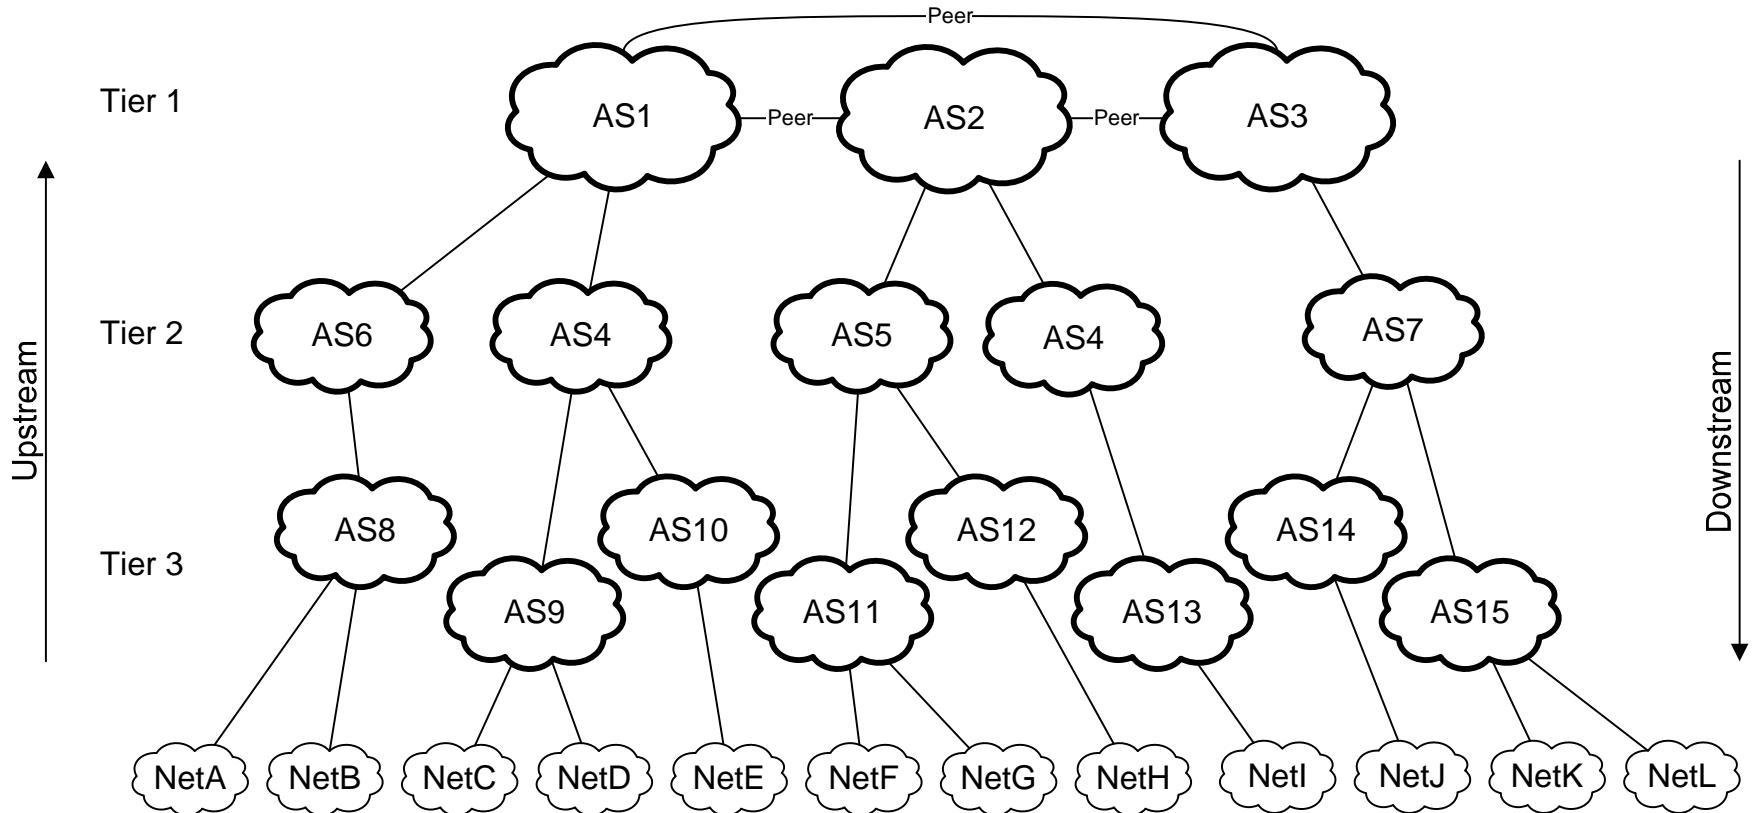 Peer
Tier 1
AS1
Peer
AS2
Peer
AS3
Tier 2
AS6
AS4
AS5
AS4
AS7
Upstream
Downstream
Tier 3
AS8
AS10
AS12
AS14
AS9
AS11
AS13
AS15
NetA
NetB
NetC
NetD
NetE
NetF
NetG
NetH
NetI
NetJ
NetK
NetL